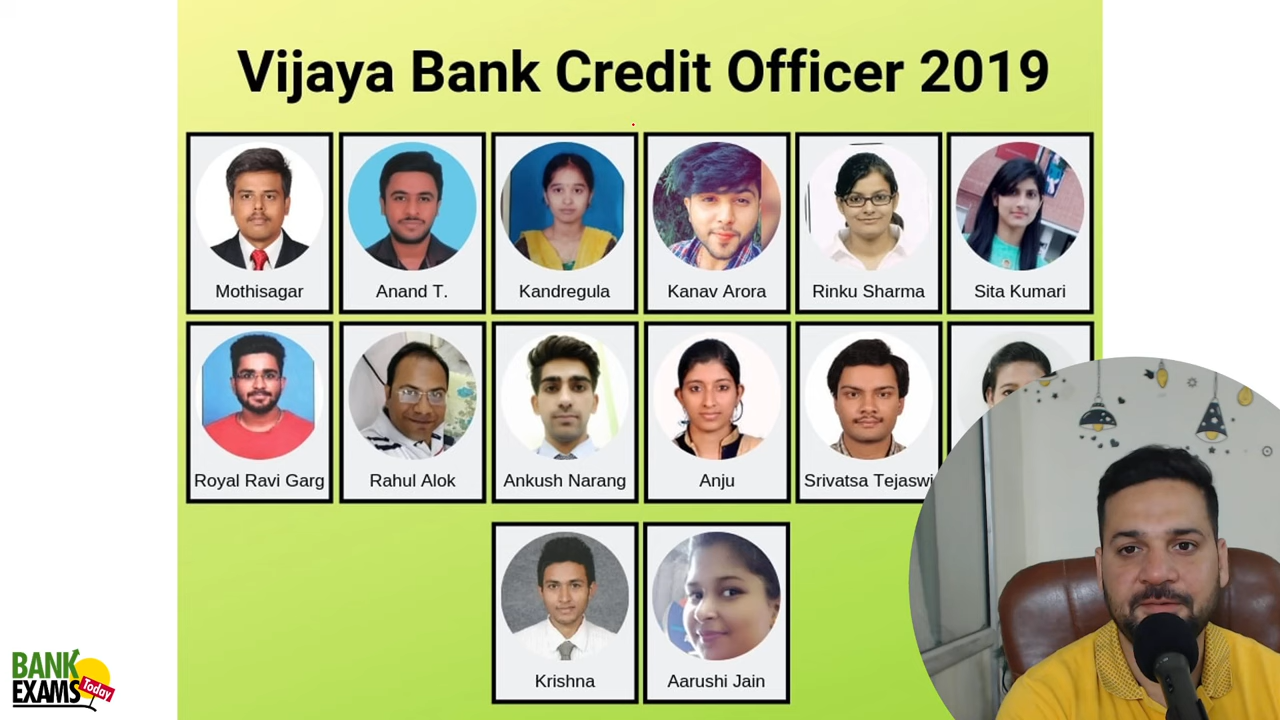 Vijaya Bank Credit Officer 2019
Mothisagar
Anand T.
Kandregula
Kanav Arora
Rinku Sharma
Sita Kumari
Royal Ravi Garg
Rahul Alok
Ankush Narang
Anju
Srivatsa Tejaswi
Krishna
Aarushi Jain
BANK
EXAMS Today